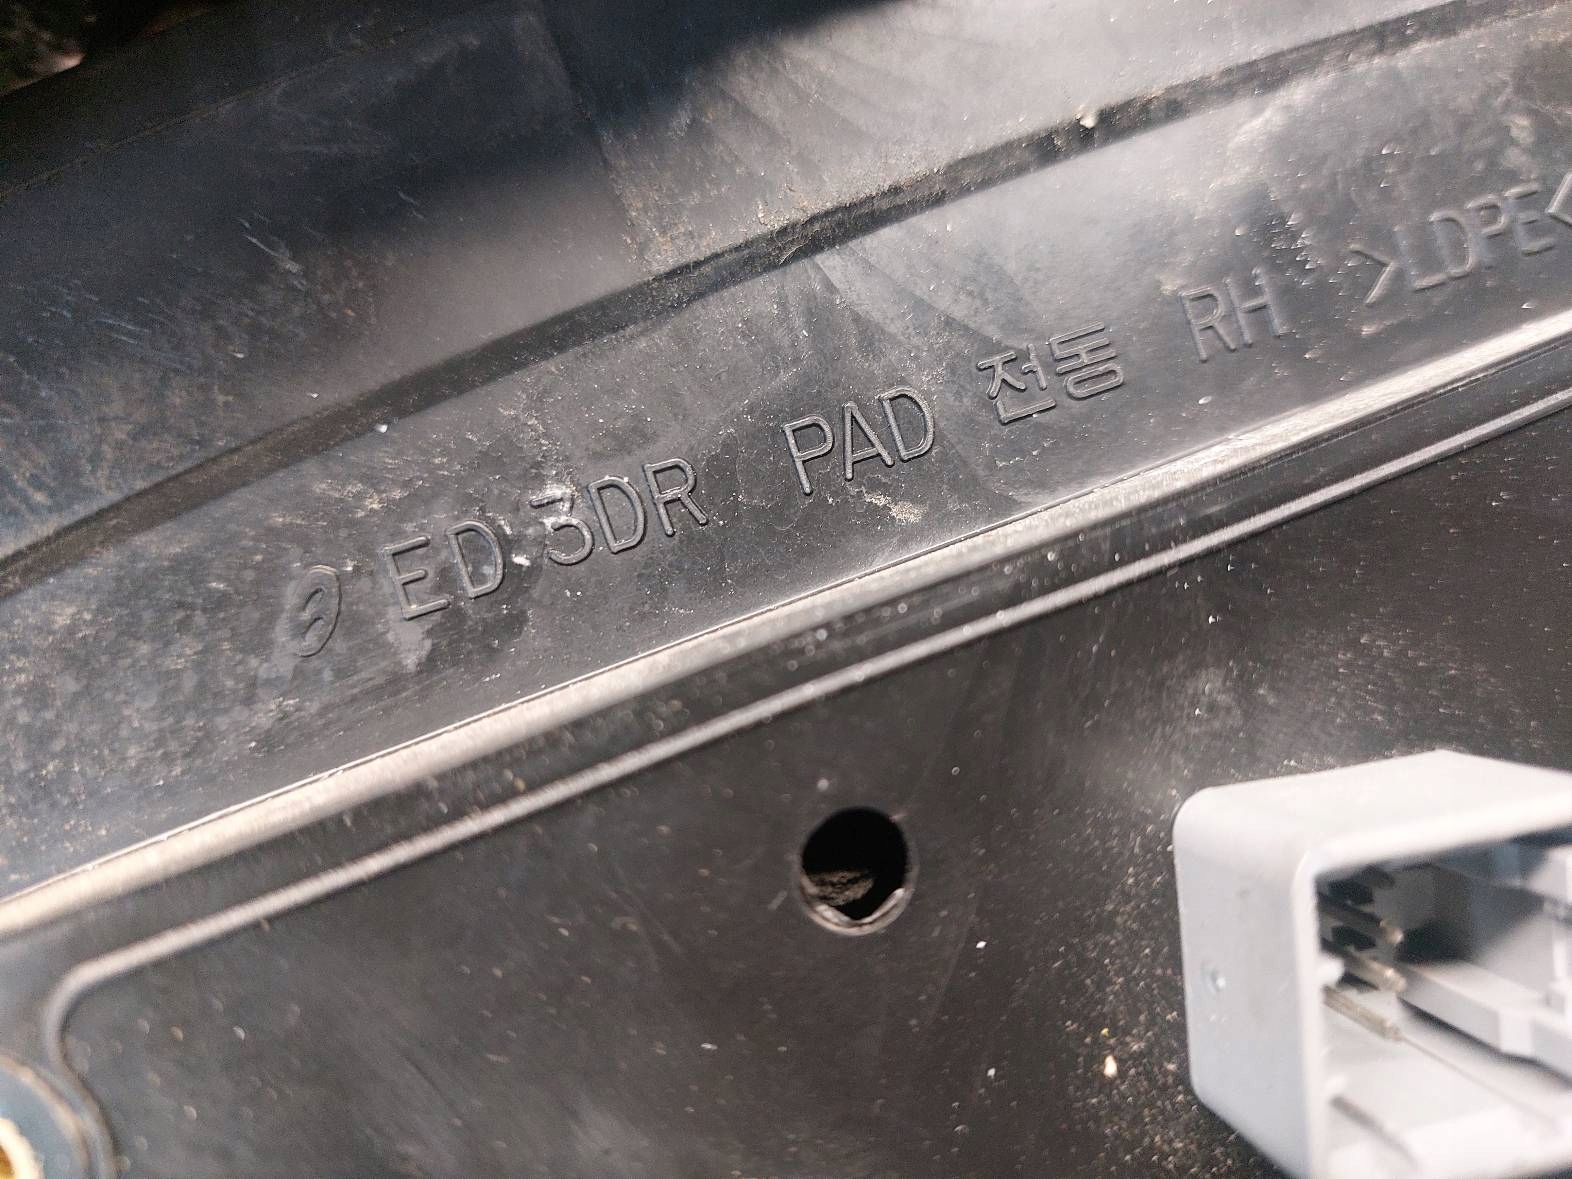 ED 3DR PAD 전동 RH >LDPE<